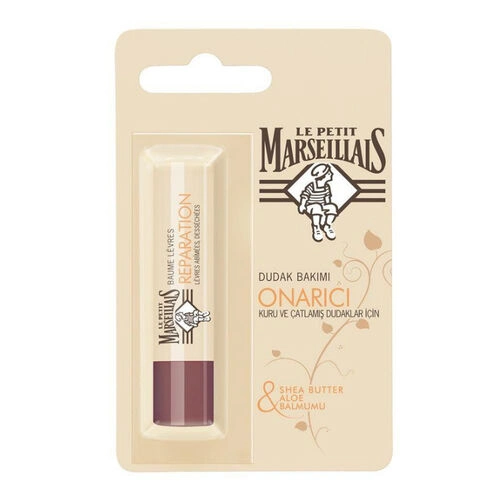 LE PETIT
MARSEILLAIS
DUDAK BAKIMI
ONARICI
KURU VE ÇATLAMIŞ DUDAKLAR İÇİN
& SHEA BUTTER
ALOE
BALMUMU
LE PETIT
MARSEILLAIS
BAUME LÈVRES
RÉPARATION
LÈVRES ABÎMÉES, DESSÉCHÉES